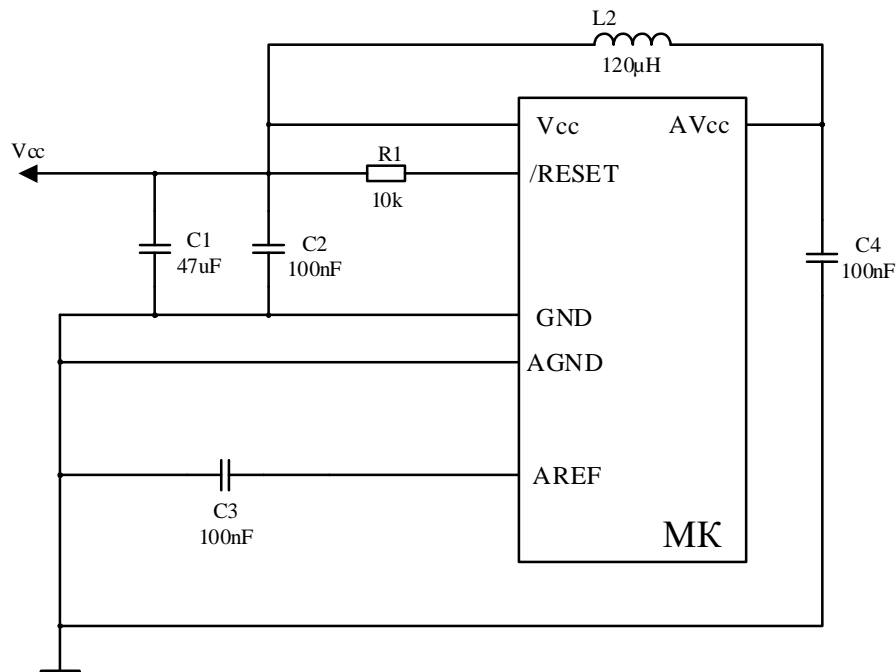 L2
120µH
Vcc
AVcc
Vcc
R1
/RESET
10k
C1
47uF
C2
100nF
C4
100nF
GND
AGND
AREF
C3
100nF
МК